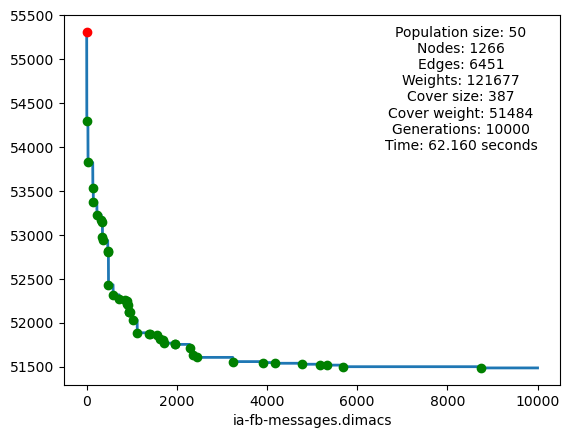 55500
55000
54500
54000
53500
53000
52500
52000
51500
Population size: 50
Nodes: 1266
Edges: 6451
Weights: 121677
Cover size: 387
Cover weight: 51484
Generations: 10000
Time: 62.160 seconds
0 2000 4000 6000 8000 10000
ia-fb-messages.dimacs